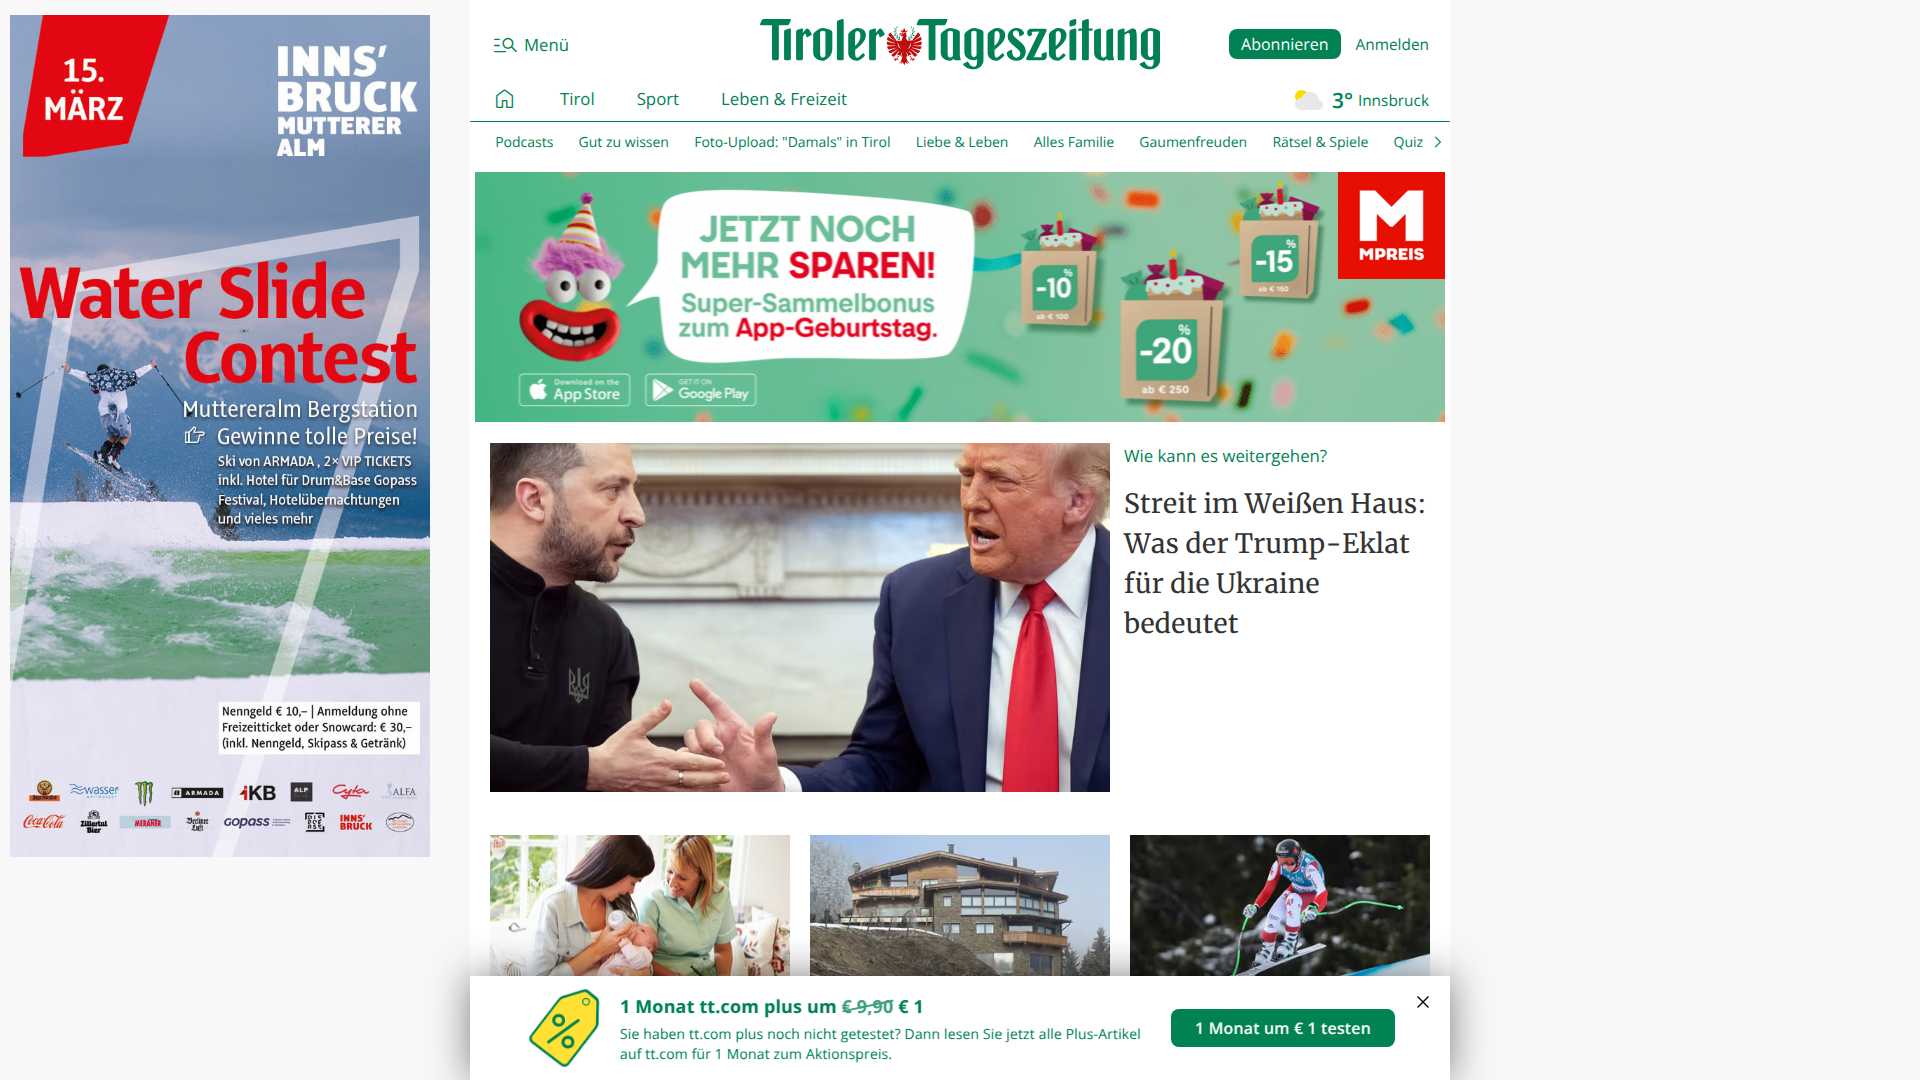 15.
MÄRZ
INNS'
BRUCK
MUTTERER
ALM
Water Slide
Contest
Muttereralm Bergstation
Gewinne tolle Preise!
Ski von ARMADA , 2× VIP TICKETS
inkl. Hotel für Drum&Base Gopass
Festival, Hotelübernachtungen
und vieles mehr
Nenngeld € 10,– | Anmeldung ohne
Freizeitticket oder Snowcard: € 30,–
(inkl. Nenngeld, Skipass & Getränk)
wasser
ARMADA
iKB
ALP
Cyta
ALFA
Coca-Cola
Zillertal
Bier
MERANER
Berliner
Luft
GOPASS
INNS'
BRUCK
Menü
Tiroler Tageszeitung
Abonnieren
Anmelden
Tirol
Sport
Leben & Freizeit
3° Innsbruck
Podcasts
Gut zu wissen
Foto-Upload: "Damals" in Tirol
Liebe & Leben
Alles Familie
Gaumenfreuden
Rätsel & Spiele
Quiz
JETZT NOCH
MEHR SPAREN!
Super-Sammelbonus
zum App-Geburtstag.
Download on the
App Store
GET IT ON
Google Play
-10%
ab € 100
-20%
ab € 250
-15%
ab € 150
M
MPREIS
Wie kann es weitergehen?
Streit im Weißen Haus:
Was der Trump-Eklat
für die Ukraine
bedeutet
1 Monat tt.com plus um € 9,90 € 1
Sie haben tt.com plus noch nicht getestet? Dann lesen Sie jetzt alle Plus-Artikel
auf tt.com für 1 Monat zum Aktionspreis.
1 Monat um € 1 testen